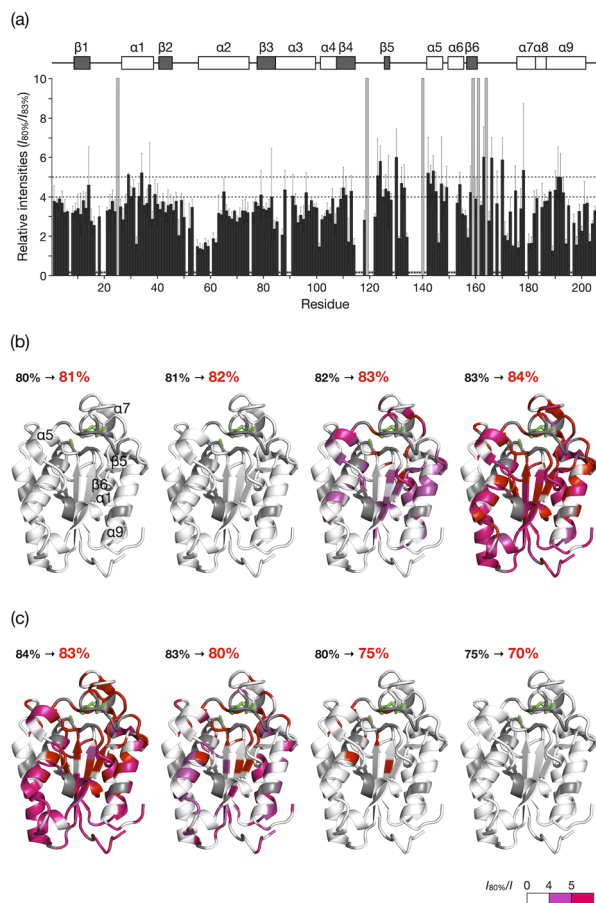 (a)
β1 α1 β2 α2 β3 α3 α4 β4 β5 α5 α6 β6 α7 α8 α9
Relative intensities (I80%/I83%)
10
8
6
4
2
0
20 40 60 80 100 120 140 160 180 200
Residue
(b)
80% → 81% 81% → 82% 82% → 83% 83% → 84%
α7
α5
β5
β6
α1
α9
(c)
84% → 83% 83% → 80% 80% → 75% 75% → 70%
I80%/I 0 4 5